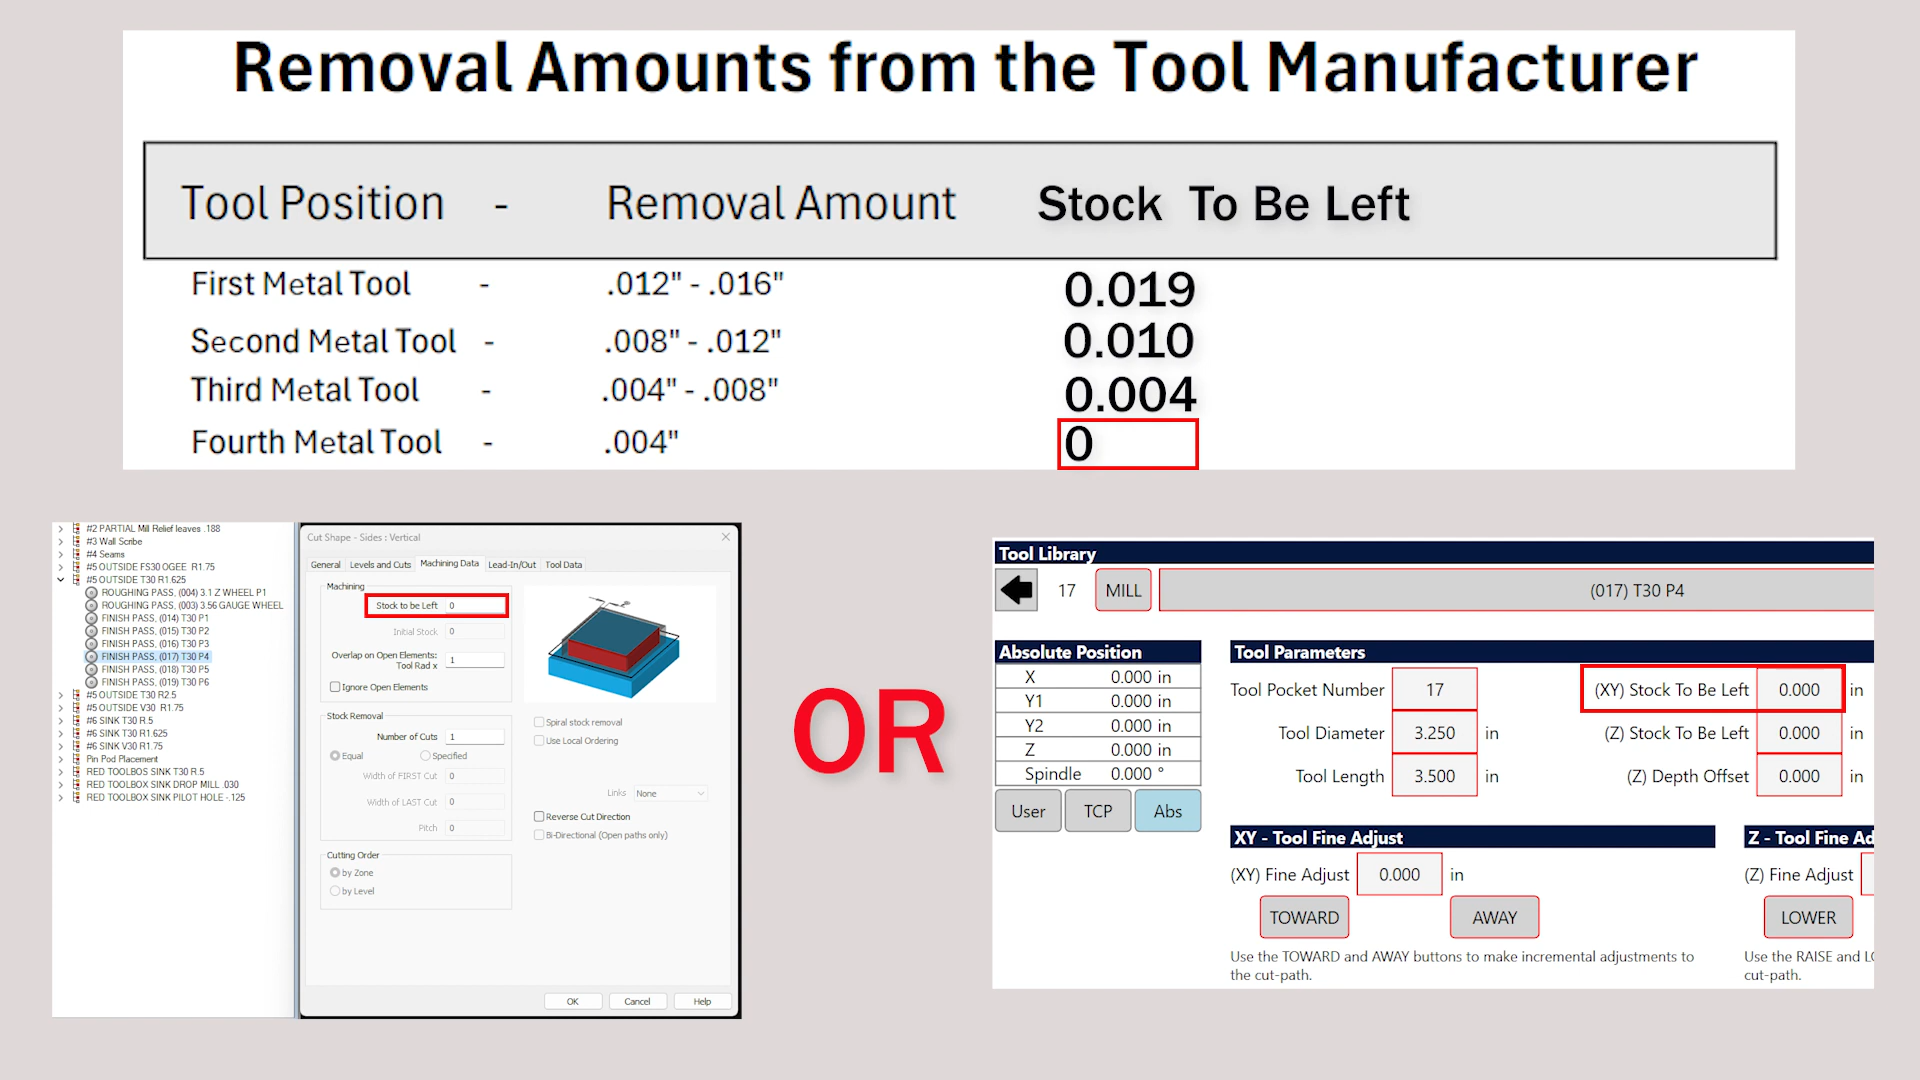 Removal Amounts from the Tool Manufacturer
Tool Position - Removal Amount Stock To Be Left
First Metal Tool - .012" - .016" 0.019
Second Metal Tool - .008" - .012" 0.010
Third Metal Tool - .004" - .008" 0.004
Fourth Metal Tool - .004" 0
#2 PARTIAL Mill Relief leaves .188
#3 Wall Scribe
#4 Seams
#5 OUTSIDE FS30 OGEE R1.75
#5 OUTSIDE T30 R1.625
ROUGHING PASS, (004) 3.1 Z WHEEL P1
ROUGHING PASS, (003) 3.56 GAUGE WHEEL
FINISH PASS, (014) T30 P1
FINISH PASS, (015) T30 P2
FINISH PASS, (016) T30 P3
FINISH PASS, (017) T30 P4
FINISH PASS, (018) T30 P5
FINISH PASS, (019) T30 P6
#5 OUTSIDE T30 R2.5
#5 OUTSIDE V30 R1.75
#6 SINK T30 R.5
#6 SINK T30 R1.625
#6 SINK V30 R1.75
Pin Pod Placement
RED TOOLBOS SINK T30 R.5
RED TOOLBOX SINK DROP MILL .030
RED TOOLBOX SINK PILOT HOLE -.125
Cut Shape - Sides : Vertical
General Levels and Cuts Machining Data Lead-In/Out Tool Data
Machining
Stock to be Left 0
Initial Stock 0
Overlap on Open Elements:
Tool Rad x 1
Ignore Open Elements
Stock Removal
Number of Cuts 1
Equal Specified
Width of FIRST Cut 0
Width of LAST Cut 0
Pitch 0
Cutting Order
by Zone
by Level
Spiral stock removal
Use Local Ordering
Links None
Reverse Cut Direction
Bi-Directional (Open paths only)
OK Cancel Help
OR
Tool Library
17 MILL (017) T30 P4
Absolute Position
X 0.000 in
Y1 0.000 in
Y2 0.000 in
Z 0.000 in
Spindle 0.000 °
User TCP Abs
Tool Parameters
Tool Pocket Number 17 (XY) Stock To Be Left 0.000 in
Tool Diameter 3.250 in (Z) Stock To Be Left 0.000 in
Tool Length 3.500 in (Z) Depth Offset 0.000 in
XY - Tool Fine Adjust
(XY) Fine Adjust 0.000 in
TOWARD AWAY
Use the TOWARD and AWAY buttons to make incremental adjustments to
the cut-path.
Z - Tool Fine Ad
(Z) Fine Adjust
LOWER
Use the RAISE and LO
cut-path.